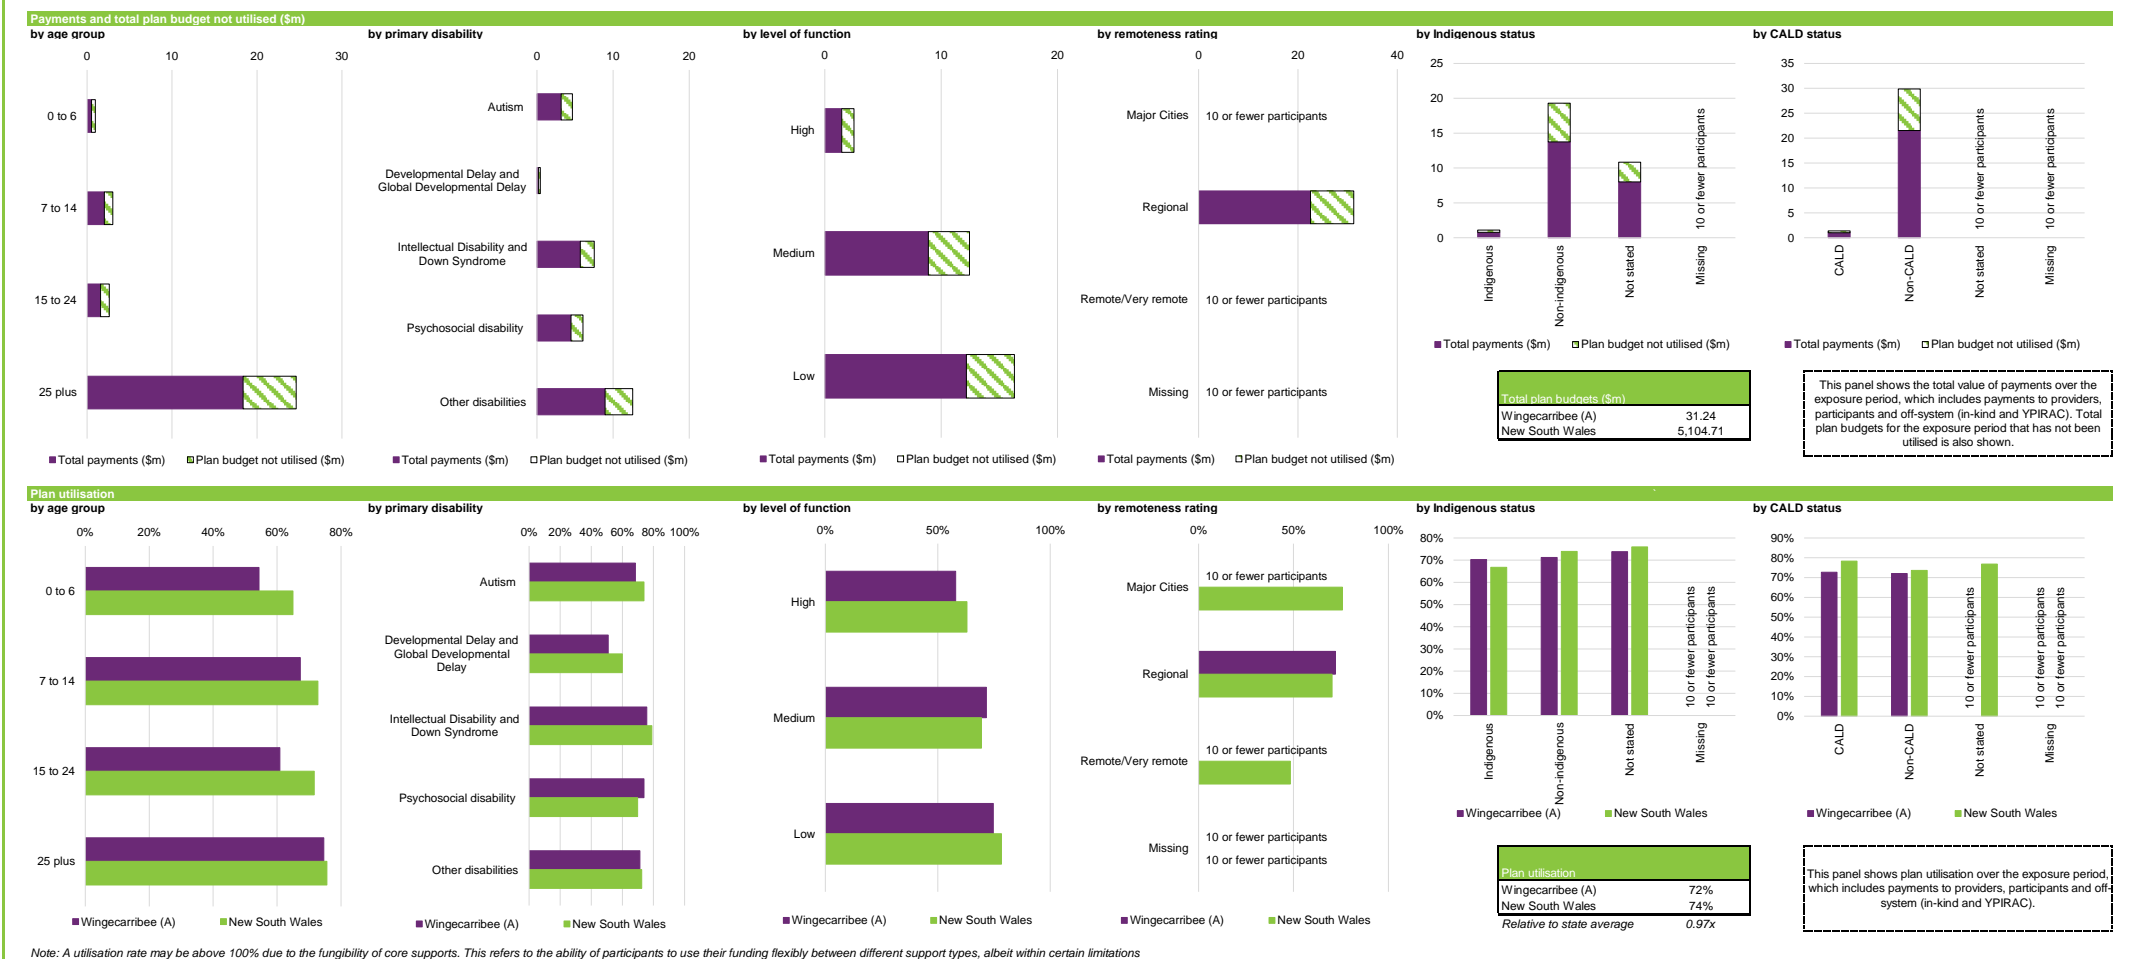 Payments and total plan budget not utilised ($m)
by age group
0 10 20 30
0 to 6
7 to 14
15 to 24
25 plus
Total payments ($m) Plan budget not utilised ($m)
by primary disability
0 20
Autism
Developmental Delay and
Global Developmental Delay
Intellectual Disability and
Down Syndrome
Psychosocial disability
Other disabilities
Total payments ($m) Plan budget not utilised ($m)
by level of function
0 10 20
High
Medium
Low
Total payments ($m) Plan budget not utilised ($m)
by remoteness rating
0 20 40
Major Cities 10 or fewer participants
Regional
Remote/Very remote 10 or fewer participants
Missing 10 or fewer participants
Total payments ($m) Plan budget not utilised ($m)
by Indigenous status
25
20
15
10
5
0
10 or fewer participants
Indigenous
Non-indigenous
Not stated
Missing
Total payments ($m) Plan budget not utilised ($m)
Total plan budgets ($m)
Wingecarribee (A) 31.24
New South Wales 5,104.71
by CALD status
35
30
25
20
15
10
5
0
10 or fewer participants
10 or fewer participants
CALD
Non-CALD
Not stated
Missing
Total payments ($m) Plan budget not utilised ($m)
This panel shows the total value of payments over the
exposure period, which includes payments to providers,
participants and off-system (in-kind and YPIRAC). Total
plan budgets for the exposure period that has not been
utilised is also shown.
Plan utilisation
by age group
0% 20% 40% 60% 80%
0 to 6
7 to 14
15 to 24
25 plus
Wingecarribee (A) New South Wales
by primary disability
0% 20% 40% 60% 80% 100%
Autism
Developmental Delay and
Global Developmental
Delay
Intellectual Disability and
Down Syndrome
Psychosocial disability
Other disabilities
Wingecarribee (A) New South Wales
by level of function
0% 50% 100%
High
Medium
Low
Wingecarribee (A) New South Wales
by remoteness rating
0% 50% 100%
10 or fewer participants
Major Cities
Regional
10 or fewer participants
Remote/Very remote
10 or fewer participants
Missing
10 or fewer participants
Wingecarribee (A) New South Wales
by Indigenous status
80%
70%
60%
50%
40%
30%
20%
10%
0%
10 or fewer participants
10 or fewer participants
Indigenous
Non-indigenous
Not stated
Missing
Wingecarribee (A) New South Wales
Plan utilisation
Wingecarribee (A) 72%
New South Wales 74%
Relative to state average 0.97x
by CALD status
90%
80%
70%
60%
50%
40%
30%
20%
10%
0%
10 or fewer participants
10 or fewer participants
10 or fewer participants
CALD
Non-CALD
Not stated
Missing
Wingecarribee (A) New South Wales
This panel shows plan utilisation over the exposure period,
which includes payments to providers, participants and off-
system (in-kind and YPIRAC).
Note: A utilisation rate may be above 100% due to the fungibility of core supports. This refers to the ability of participants to use their funding flexibly between different support types, albeit within certain limitations